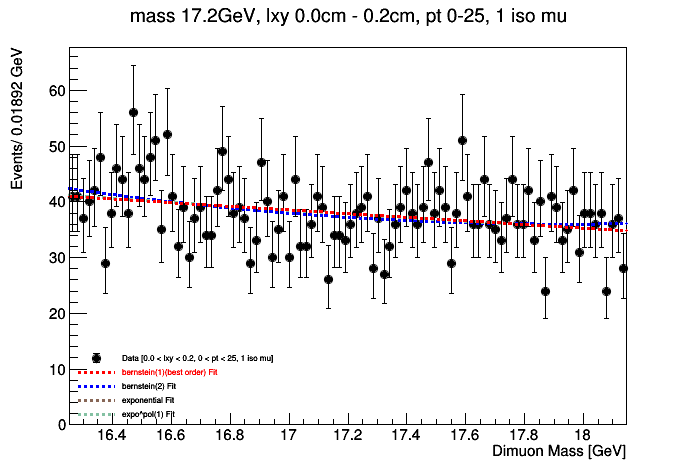 mass 17.2GeV, lxy 0.0cm - 0.2cm, pt 0-25, 1 iso mu
Events/ 0.01892 GeV
60
50
40
30
20
10
0
Data [0.0 < lxy < 0.2, 0 < pt < 25, 1 iso mu]
bernstein(1)(best order) Fit
bernstein(2) Fit
exponential Fit
expo^pol(1) Fit
16.4 16.6 16.8 17 17.2 17.4 17.6 17.8 18
Dimuon Mass [GeV]